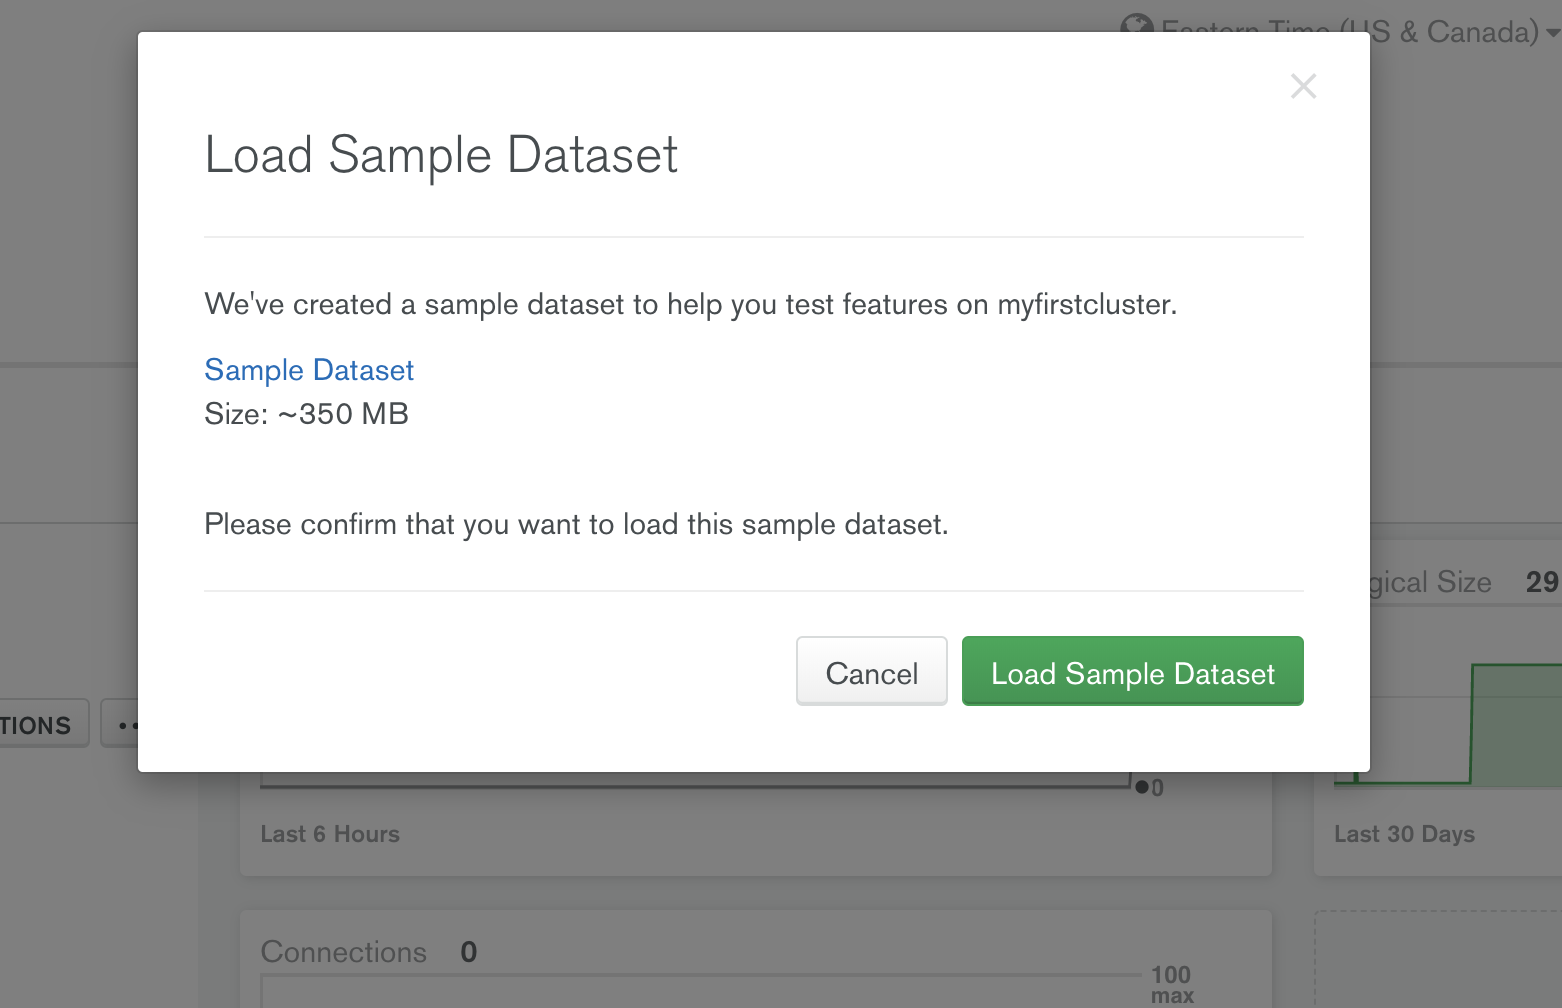 Eastern Time (US & Canada)
Load Sample Dataset
We've created a sample dataset to help you test features on myfirstcluster.
Sample Dataset
Size: ~350 MB
Please confirm that you want to load this sample dataset.
Cancel
Load Sample Dataset
gical Size 29
TIONS
0
Last 6 Hours
Last 30 Days
Connections 0
100
max